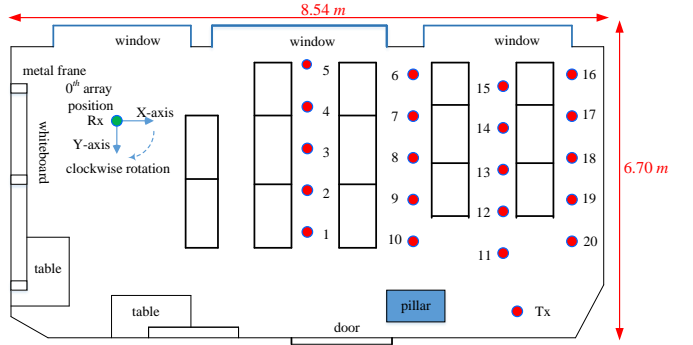 8.54 m
window
window
window
metal frane
0th array
position
Rx
X-axis
Y-axis
clockwise rotation
whiteboard
5
4
3
2
1
6
7
8
9
10
15
14
13
12
11
16
17
18
19
20
6.70 m
table
table
pillar
door
Tx